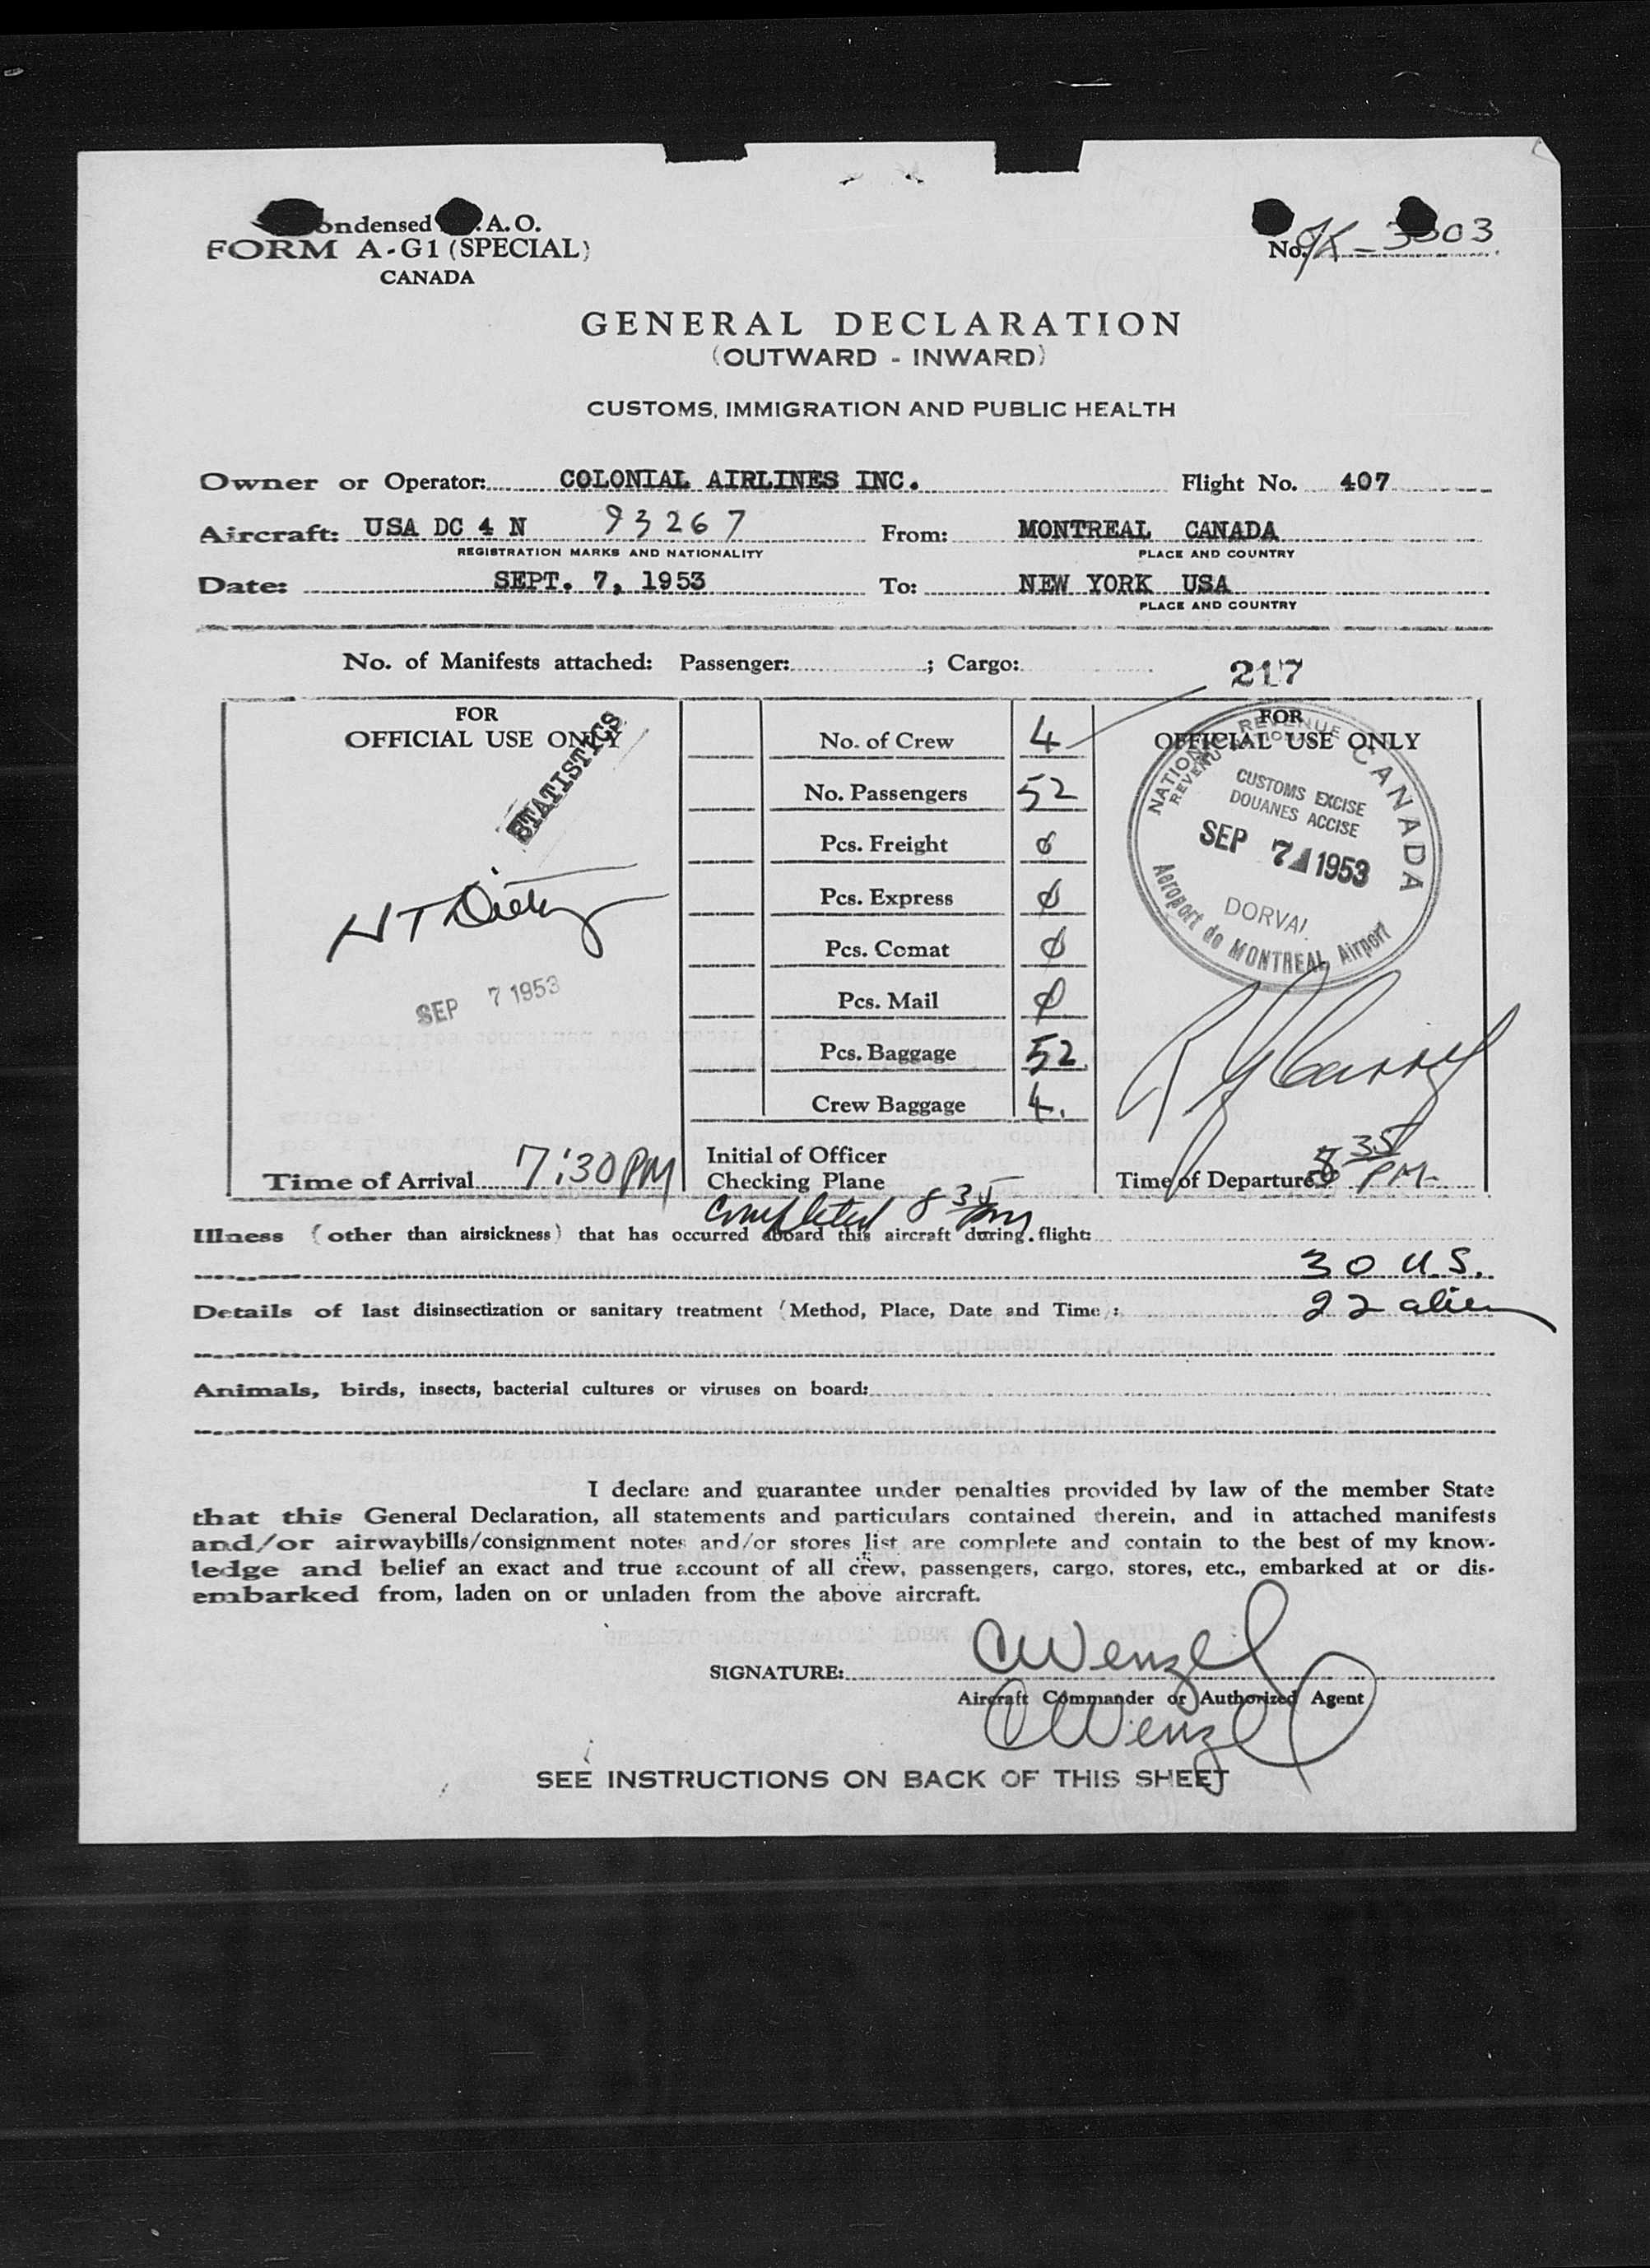 ondensed .A.O.
FORM A-G1 (SPECIAL)
CANADA
No. 3303
GENERAL DECLARATION
(OUTWARD - INWARD)
CUSTOMS, IMMIGRATION AND PUBLIC HEALTH
Owner or Operator: COLONIAL AIRLINES INC. Flight No. 407
Aircraft: USA DC 4 N 93267 From: MONTREAL CANADA
REGISTRATION MARKS AND NATIONALITY PLACE AND COUNTRY
Date: SEPT. 7, 1953 To: NEW YORK USA
PLACE AND COUNTRY
No. of Manifests attached: Passenger: ; Cargo: 217
FOR
OFFICIAL USE ONLY
STATISTICS
SEP 7 1953
Time of Arrival 7:30 PM
No. of Crew 4
No. Passengers 52
Pcs. Freight 0
Pcs. Express 0
Pcs. Comat 0
Pcs. Mail 0
Pcs. Baggage 52
Crew Baggage 4.
Initial of Officer
Checking Plane
Completed 8 35 pm
FOR
OFFICIAL USE ONLY
NATIONAL REVENUE CANADA
REVENU NATIONAL
CUSTOMS EXCISE
DOUANES ACCISE
SEP 7 1953
DORVAL
Aeroport de MONTREAL Airport
Time of Departure 8 35 PM
Illness (other than airsickness) that has occurred aboard this aircraft during flight:
30 U.S.
Details of last disinsectization or sanitary treatment (Method, Place, Date and Time): 22 alien
Animals, birds, insects, bacterial cultures or viruses on board:
I declare and guarantee under penalties provided by law of the member State
that this General Declaration, all statements and particulars contained therein, and in attached manifests
and/or airwaybills/consignment notes and/or stores list are complete and contain to the best of my know-
ledge and belief an exact and true account of all crew, passengers, cargo, stores, etc., embarked at or dis-
embarked from, laden on or unladen from the above aircraft.
SIGNATURE: CWenzel
Aircraft Commander or Authorized Agent
CWenzel
SEE INSTRUCTIONS ON BACK OF THIS SHEET